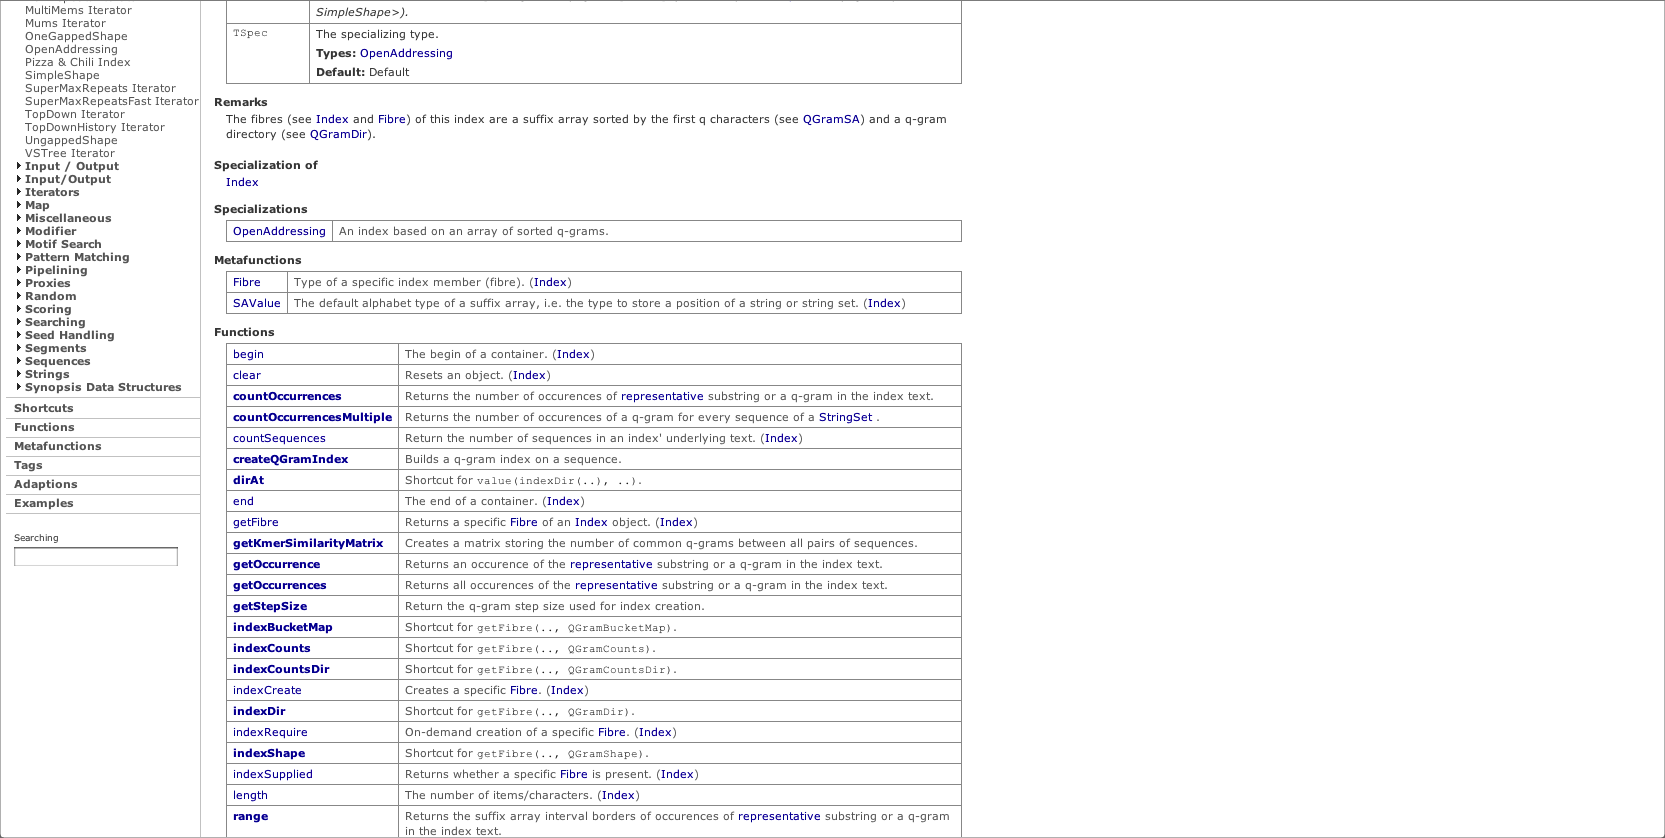 MultiMems Iterator
Mums Iterator
OneGappedShape
OpenAddressing
Pizza & Chili Index
SimpleShape
SuperMaxRepeats Iterator
SuperMaxRepeatsFast Iterator
TopDown Iterator
TopDownHistory Iterator
UngappedShape
VSTree Iterator
Input / Output
Input/Output
Iterators
Map
Miscellaneous
Modifier
Motif Search
Pattern Matching
Pipelining
Proxies
Random
Scoring
Searching
Seed Handling
Segments
Sequences
Strings
Synopsis Data Structures
Shortcuts
Functions
Metafunctions
Tags
Adaptions
Examples
Searching
SimpleShape>).
TSpec The specializing type.
Types: OpenAddressing
Default: Default
Remarks
The fibres (see Index and Fibre) of this index are a suffix array sorted by the first q characters (see QGramSA) and a q-gram
directory (see QGramDir).
Specialization of
Index
Specializations
OpenAddressing An index based on an array of sorted q-grams.
Metafunctions
Fibre Type of a specific index member (fibre). (Index)
SAValue The default alphabet type of a suffix array, i.e. the type to store a position of a string or string set. (Index)
Functions
begin The begin of a container. (Index)
clear Resets an object. (Index)
countOccurrences Returns the number of occurences of representative substring or a q-gram in the index text.
countOccurrencesMultiple Returns the number of occurences of a q-gram for every sequence of a StringSet .
countSequences Return the number of sequences in an index' underlying text. (Index)
createQGramIndex Builds a q-gram index on a sequence.
dirAt Shortcut for value(indexDir(..), ..).
end The end of a container. (Index)
getFibre Returns a specific Fibre of an Index object. (Index)
getKmerSimilarityMatrix Creates a matrix storing the number of common q-grams between all pairs of sequences.
getOccurrence Returns an occurence of the representative substring or a q-gram in the index text.
getOccurrences Returns all occurences of the representative substring or a q-gram in the index text.
getStepSize Return the q-gram step size used for index creation.
indexBucketMap Shortcut for getFibre(.., QGramBucketMap).
indexCounts Shortcut for getFibre(.., QGramCounts).
indexCountsDir Shortcut for getFibre(.., QGramCountsDir).
indexCreate Creates a specific Fibre. (Index)
indexDir Shortcut for getFibre(.., QGramDir).
indexRequire On-demand creation of a specific Fibre. (Index)
indexShape Shortcut for getFibre(.., QGramShape).
indexSupplied Returns whether a specific Fibre is present. (Index)
length The number of items/characters. (Index)
range Returns the suffix array interval borders of occurences of representative substring or a q-gram
in the index text.